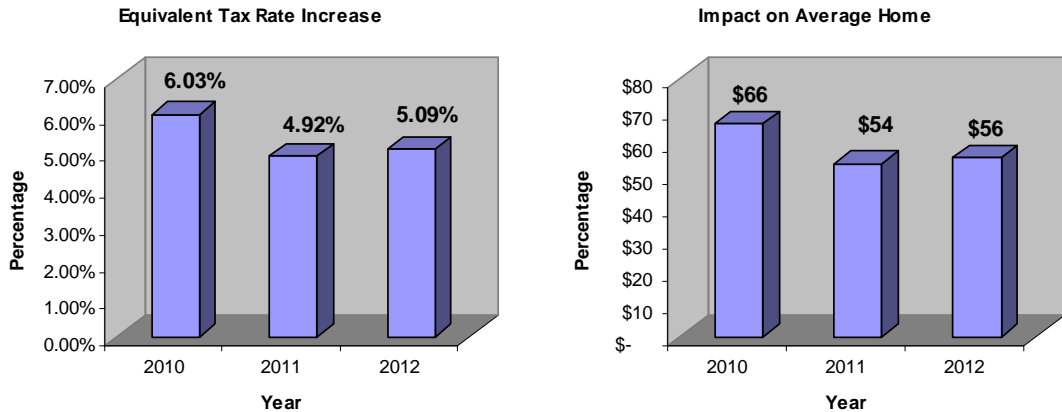 Equivalent Tax Rate Increase
7.00%
6.00%
5.00%
4.00%
3.00%
2.00%
1.00%
0.00%
Percentage
6.03%
4.92%
5.09%
2010 2011 2012
Year
Impact on Average Home
$80
$70
$60
$50
$40
$30
$20
$10
$-
Percentage
$66
$54
$56
2010 2011 2012
Year